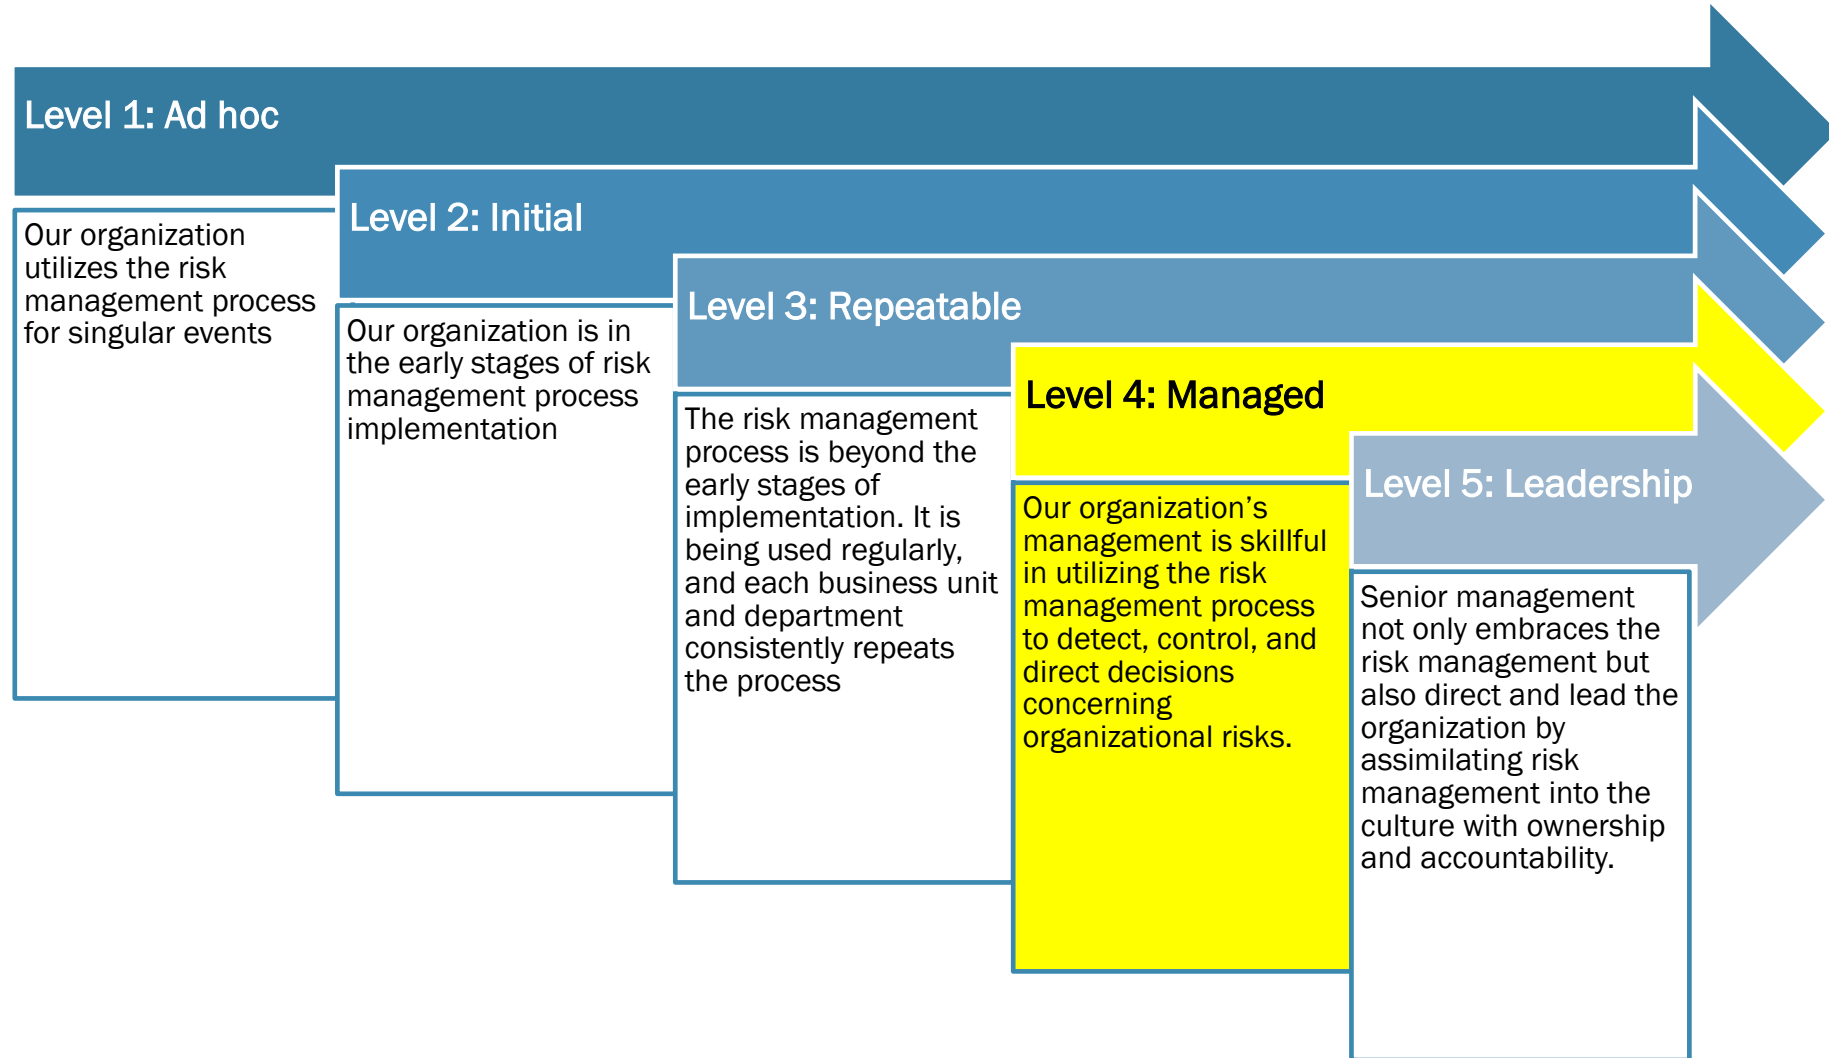 Level 1: Ad hoc
Our organization
utilizes the risk
management process
for singular events
Level 2: Initial
Our organization is in
the early stages of risk
management process
implementation
Level 3: Repeatable
The risk management
process is beyond the
early stages of
implementation. It is
being used regularly,
and each business unit
and department
consistently repeats
the process
Level 4: Managed
Our organization’s
management is skillful
in utilizing the risk
management process
to detect, control, and
direct decisions
concerning
organizational risks.
Level 5: Leadership
Senior management
not only embraces the
risk management but
also direct and lead the
organization by
assimilating risk
management into the
culture with ownership
and accountability.